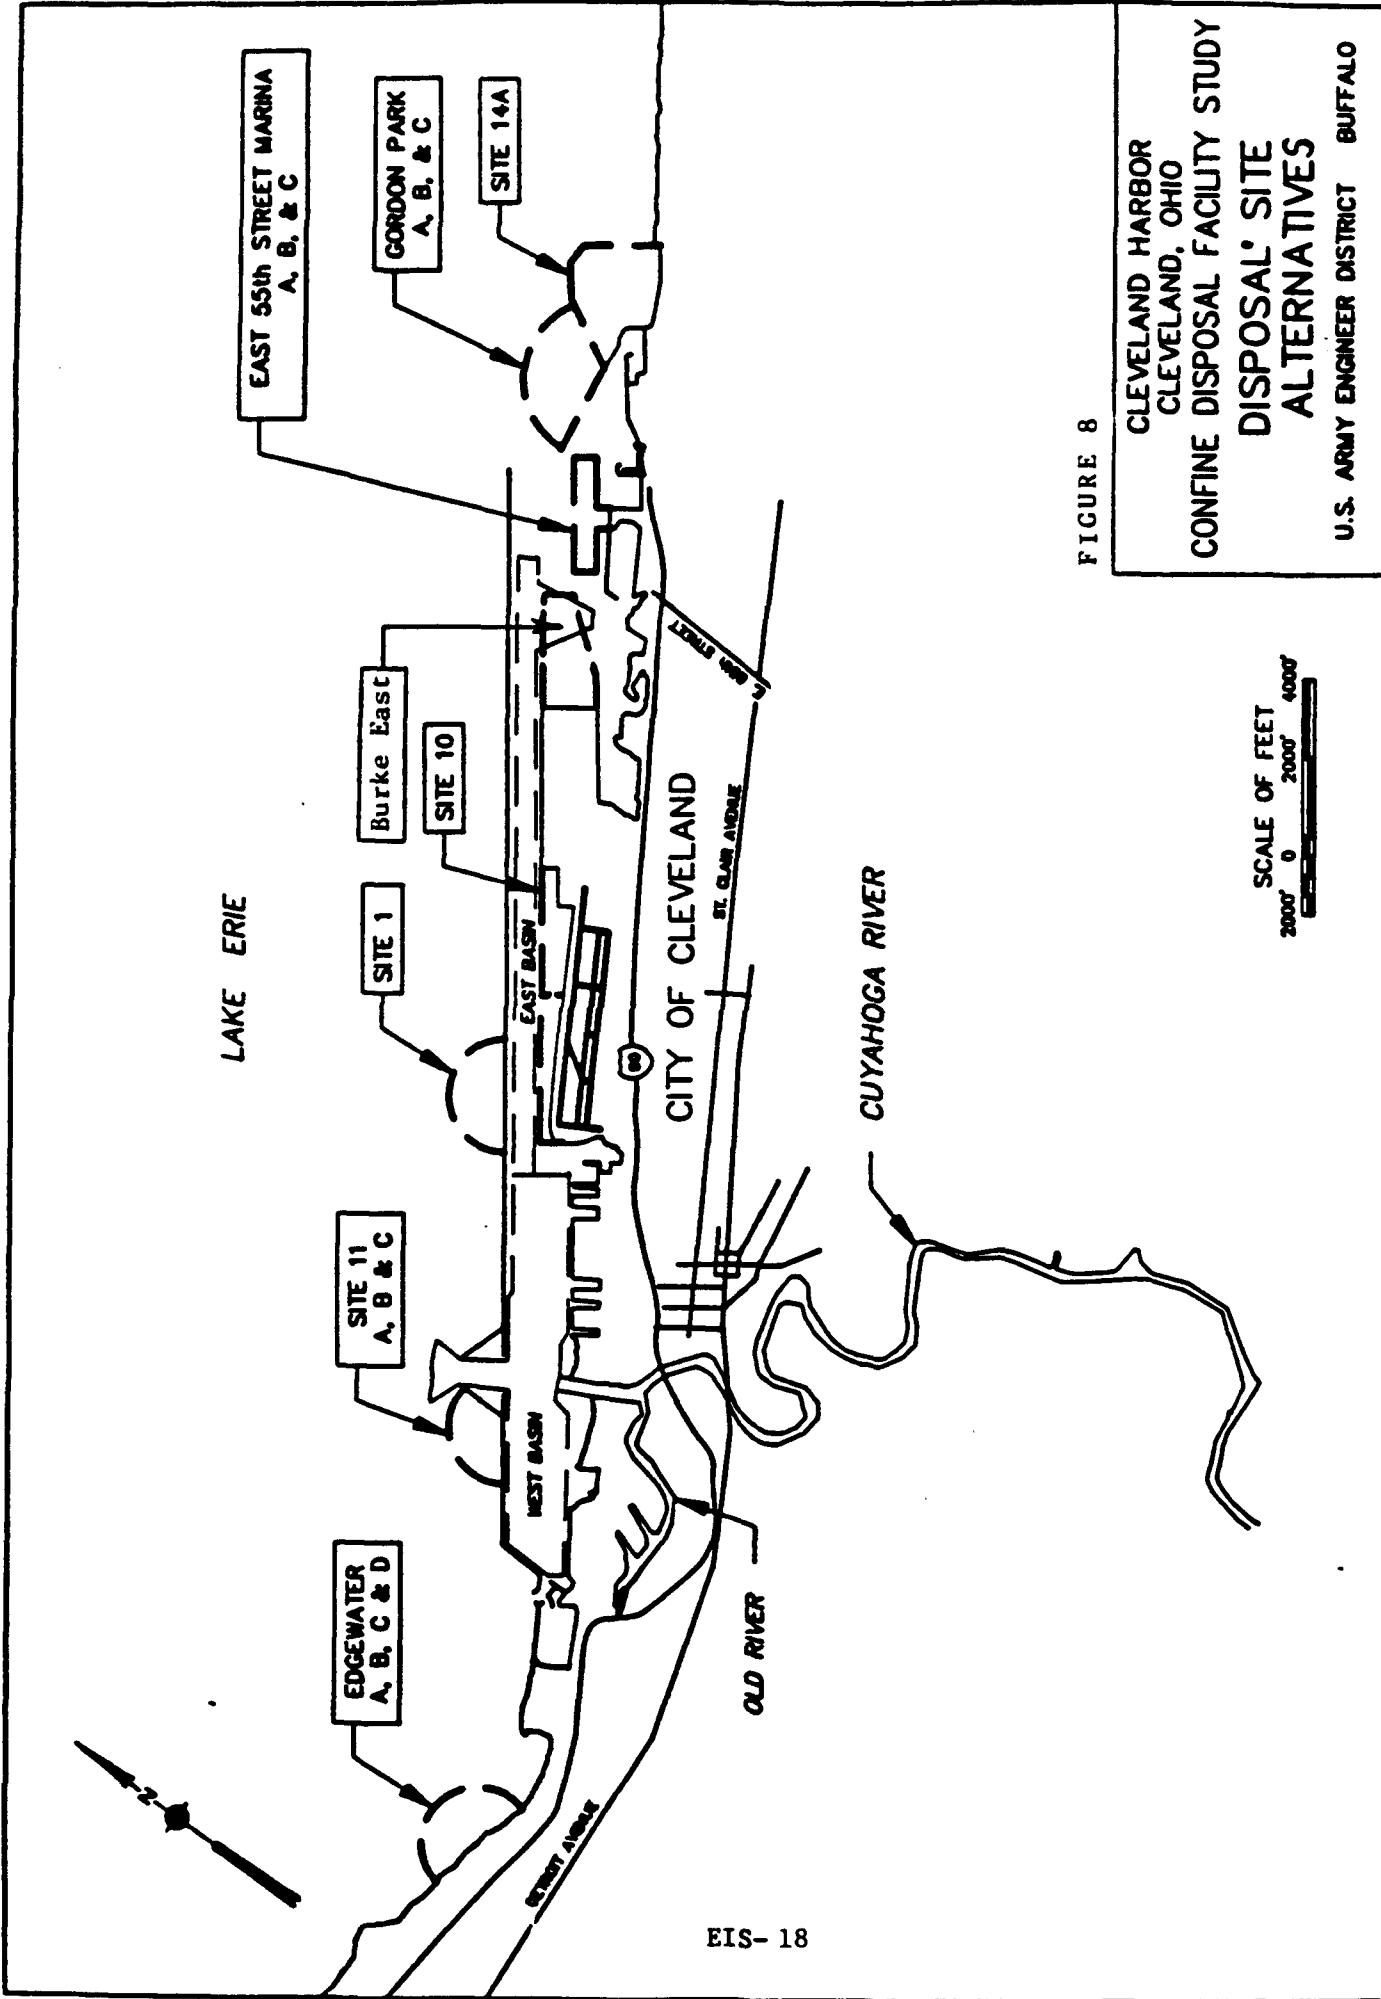 LAKE ERIE
EDGEWATER
A, B, C & D
SITE 11
A, B & C
SITE 1
SITE 10
Burke East
EAST 55th STREET MARINA
A, B, & C
GORDON PARK
A, B, & C
SITE 14A
N
WEST BASIN
EAST BASIN
90
CITY OF CLEVELAND
ST. CLAIR AVENUE
E 55th STREET
DETROIT AVENUE
OLD RIVER
CUYAHOGA RIVER
SCALE OF FEET
2000' 0 2000' 4000'
FIGURE 8
CLEVELAND HARBOR
CLEVELAND, OHIO
CONFINE DISPOSAL FACILITY STUDY
DISPOSAL' SITE
ALTERNATIVES
U.S. ARMY ENGINEER DISTRICT BUFFALO
EIS-18